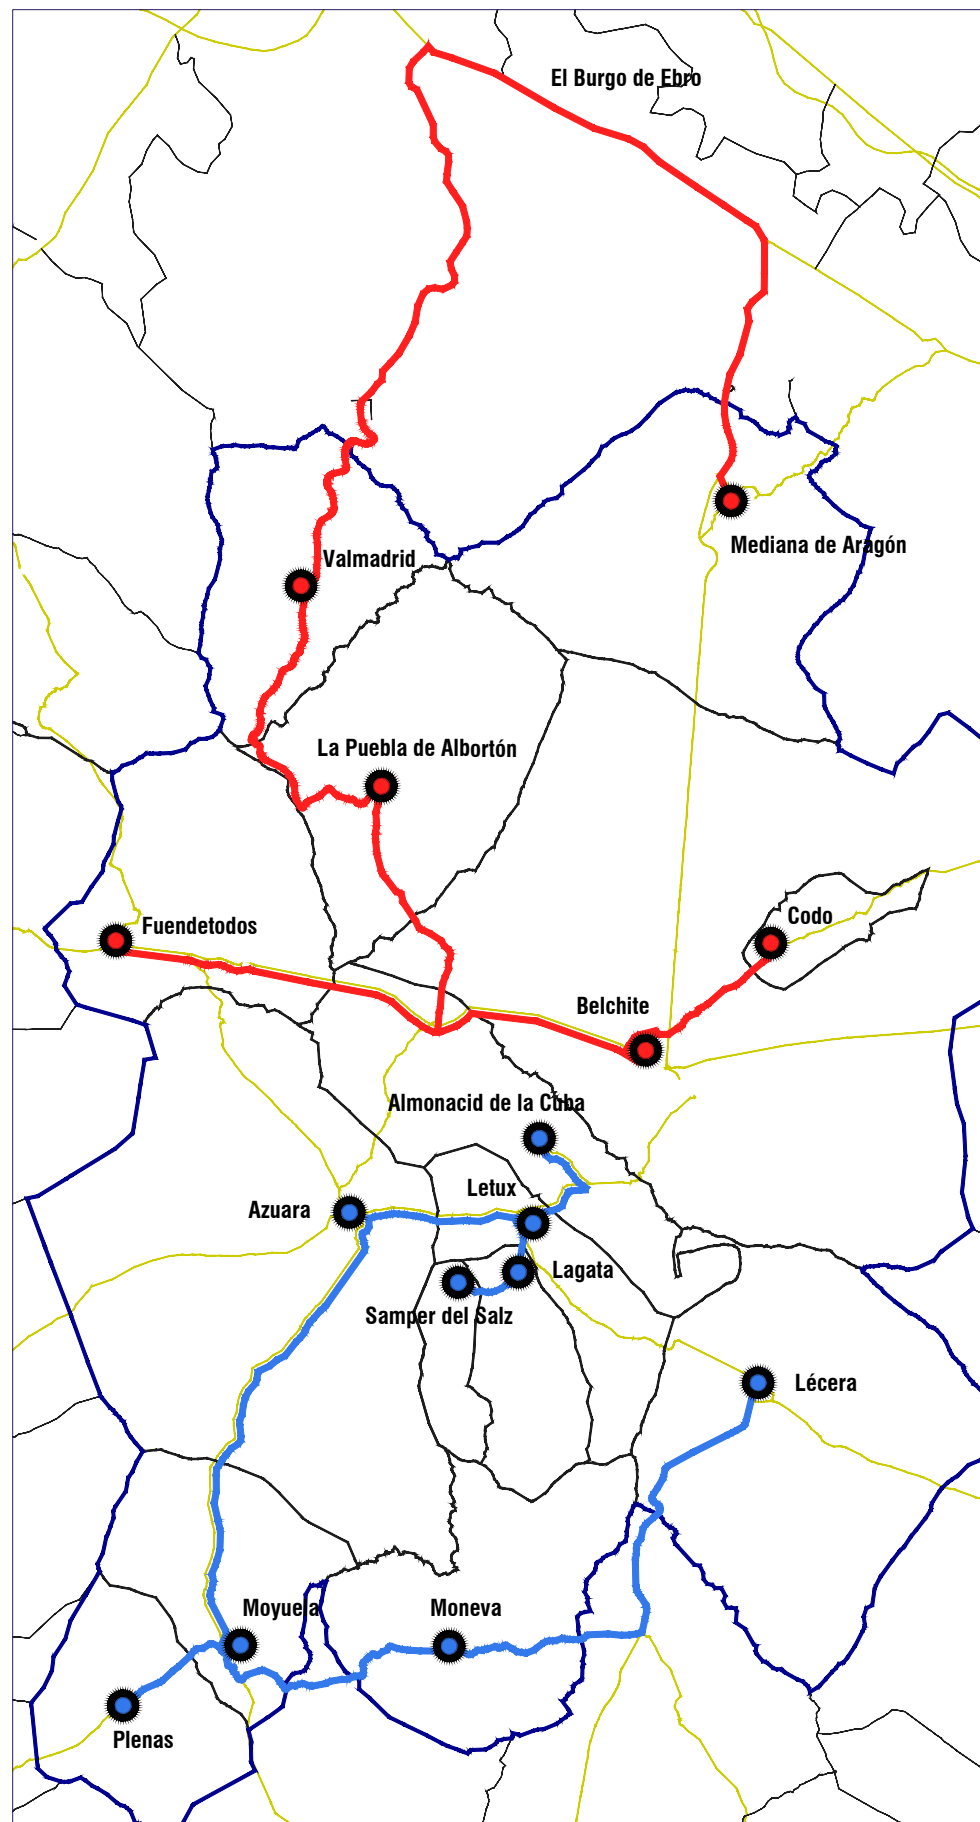 El Burgo de Ebro
Mediana de Aragón
Valmadrid
La Puebla de Albortón
Codo
Fuendetodos
Belchite
Almonacid de la Cuba
Letux
Azuara
Lagata
Samper del Salz
Lécera
Moyuela
Moneva
Plenas